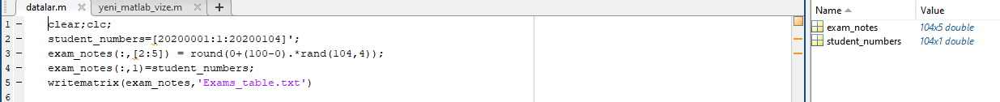 datalar.m × yeni_matlab_vize.m × +
1 − clear;clc;
2 − student_numbers=[20200001:1:20200104]';
3 − exam_notes(:,[2:5]) = round(0+(100-0).*rand(104,4));
4 − exam_notes(:,1)=student_numbers;
5 − writematrix(exam_notes,'Exams_table.txt')
6
Name Value
exam_notes 104x5 double
student_numbers 104x1 double